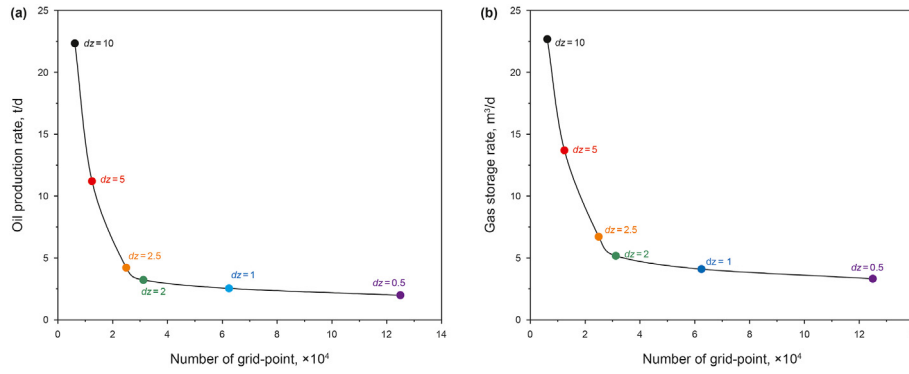 (a)
25
20
15
10
5
0
0
2
4
6
8
10
12
14
Oil production rate, t/d
Number of grid-point, ×10⁴
dz = 10
dz = 5
dz = 2.5
dz = 2
dz = 1
dz = 0.5
(b)
25
20
15
10
5
0
0
2
4
6
8
10
12
Gas storage rate, m³/d
Number of grid-point, ×10⁴
dz = 10
dz = 5
dz = 2.5
dz = 2
dz = 1
dz = 0.5